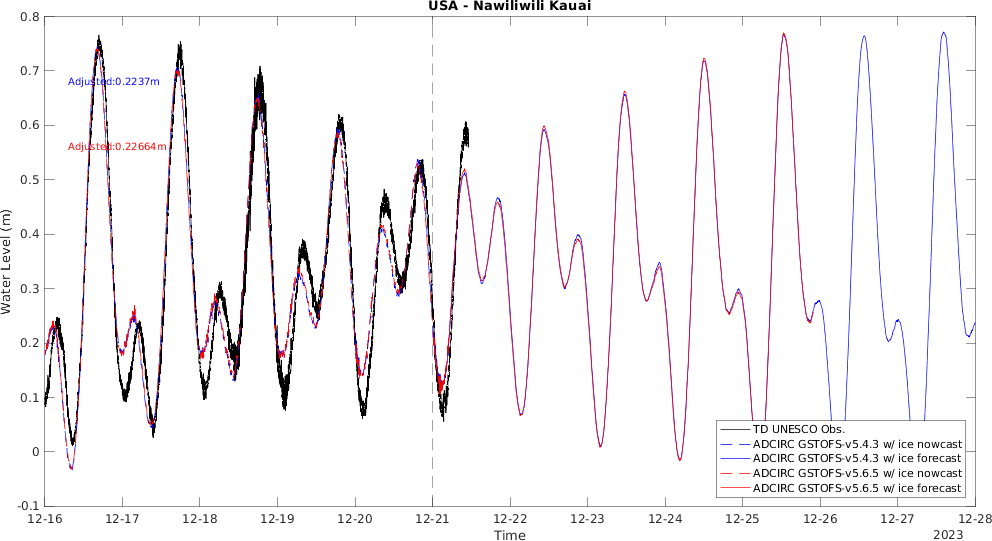 USA - Nawiliwili Kauai
0.8
0.7
0.6
0.5
0.4
0.3
0.2
0.1
0
-0.1
Water Level (m)
Adjusted:0.2237m
Adjusted:0.22664m
TD UNESCO Obs.
ADCIRC GSTOFS-v5.4.3 w/ ice nowcast
ADCIRC GSTOFS-v5.4.3 w/ ice forecast
ADCIRC GSTOFS-v5.6.5 w/ ice nowcast
ADCIRC GSTOFS-v5.6.5 w/ ice forecast
12-16 12-17 12-18 12-19 12-20 12-21 12-22 12-23 12-24 12-25 12-26 12-27 12-28
Time
2023